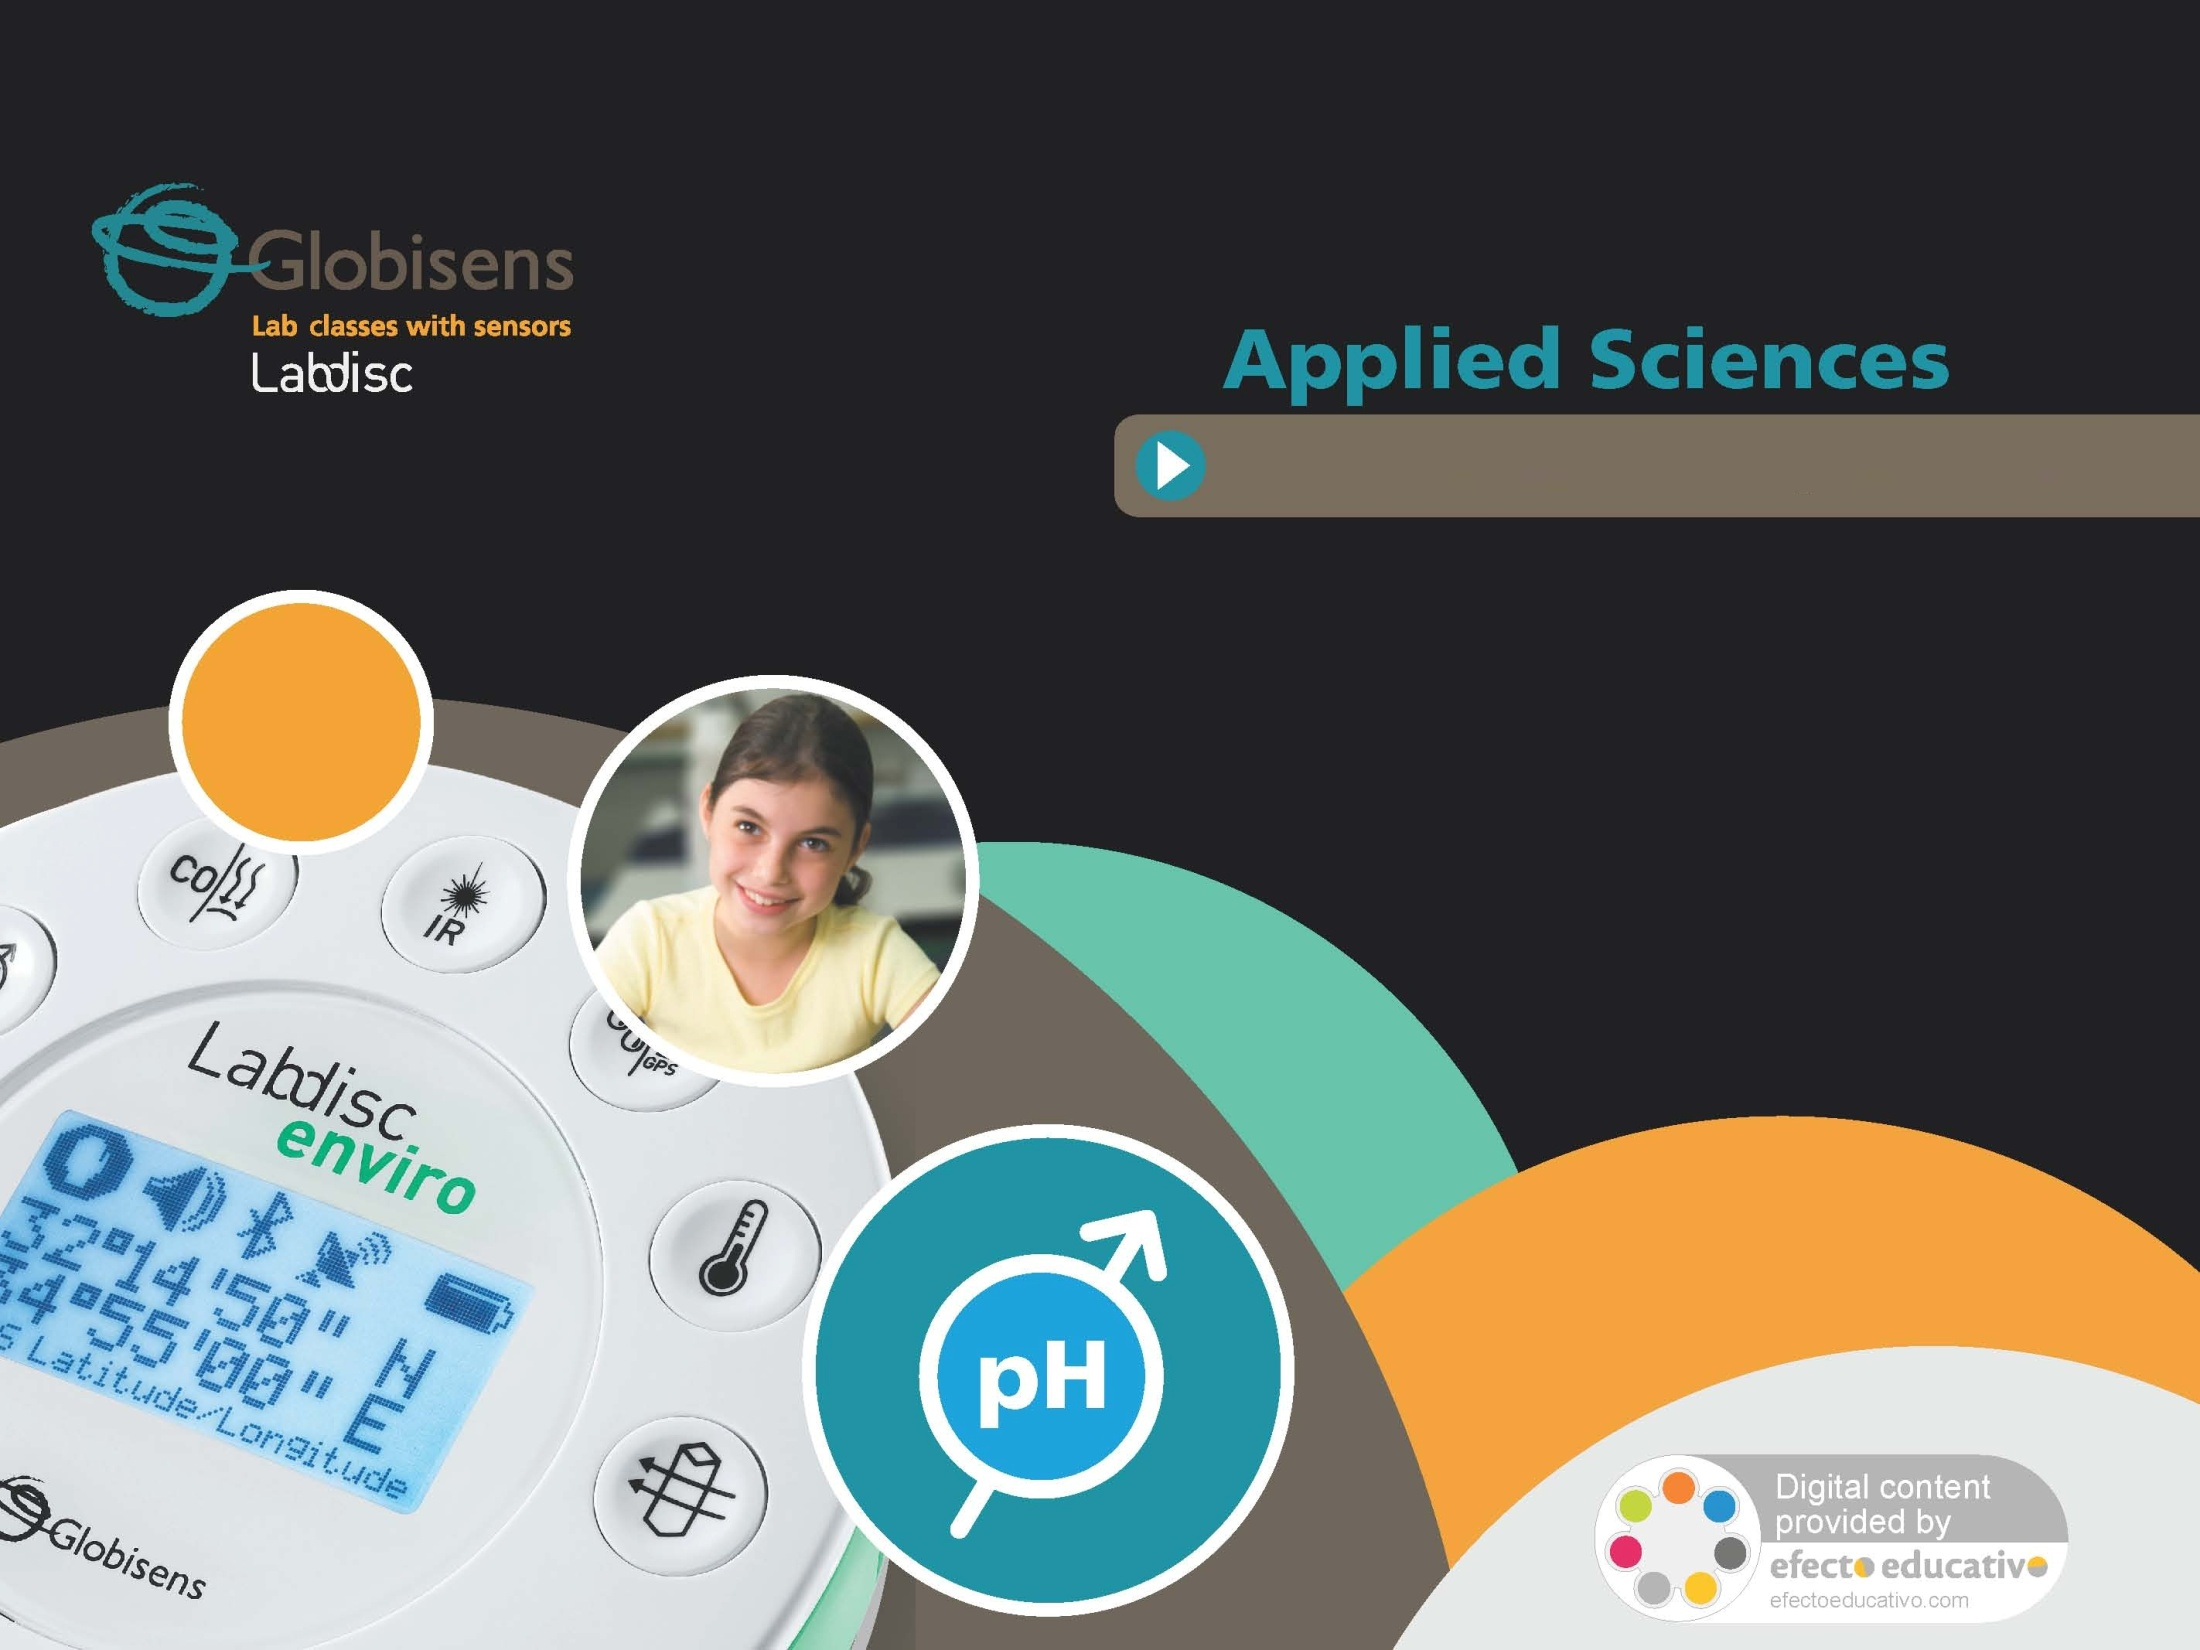 Globisens
Lab classes with sensors
Labdisc
Applied Sciences
CO
IR
GPS
Labdisc
enviro
32°14'50" N
34°55'00" E
Latitude/Longitude
Globisens
pH
Digital content
provided by
efecto educativo
efectoeducativo.com